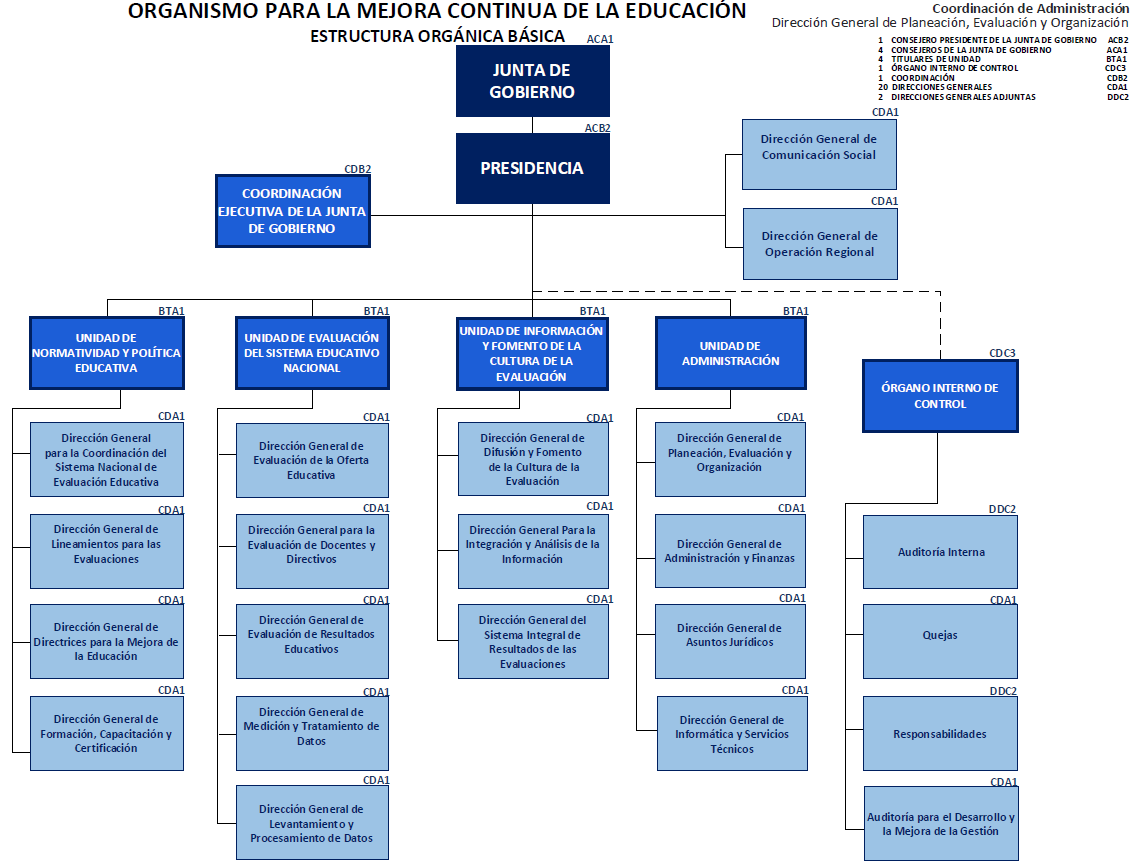 ORGANISMO PARA LA MEJORA CONTINUA DE LA EDUCACIÓN
ESTRUCTURA ORGÁNICA BÁSICA
Coordinación de Administración
Dirección General de Planeación, Evaluación y Organización
1 CONSEJERO PRESIDENTE DE LA JUNTA DE GOBIERNO ACB2
4 CONSEJEROS DE LA JUNTA DE GOBIERNO ACA1
4 TITULARES DE UNIDAD BTA1
1 ÓRGANO INTERNO DE CONTROL CDC3
1 COORDINACIÓN CDB2
20 DIRECCIONES GENERALES CDA1
2 DIRECCIONES GENERALES ADJUNTAS DDC2
ACA1
JUNTA DE
GOBIERNO
ACB2
PRESIDENCIA
CDA1
Dirección General de
Comunicación Social
CDA1
Dirección General de
Operación Regional
CDB2
COORDINACIÓN
EJECUTIVA DE LA JUNTA
DE GOBIERNO
BTA1
UNIDAD DE
NORMATIVIDAD Y POLÍTICA
EDUCATIVA
CDA1
Dirección General
para la Coordinación del
Sistema Nacional de
Evaluación Educativa
CDA1
Dirección General de
Lineamientos para las
Evaluaciones
CDA1
Dirección General de
Directrices para la Mejora de
la Educación
CDA1
Dirección General de
Formación, Capacitación y
Certificación
BTA1
UNIDAD DE EVALUACIÓN
DEL SISTEMA EDUCATIVO
NACIONAL
CDA1
Dirección General de
Evaluación de la Oferta
Educativa
CDA1
Dirección General para la
Evaluación de Docentes y
Directivos
CDA1
Dirección General de
Evaluación de Resultados
Educativos
CDA1
Dirección General de
Medición y Tratamiento de
Datos
CDA1
Dirección General de
Levantamiento y
Procesamiento de Datos
BTA1
UNIDAD DE INFORMACIÓN
Y FOMENTO DE LA
CULTURA DE LA
EVALUACIÓN
CDA1
Dirección General de
Difusión y Fomento
de la Cultura de la
Evaluación
CDA1
Dirección General Para la
Integración y Análisis de la
Información
CDA1
Dirección General del
Sistema Integral de
Resultados de las
Evaluaciones
BTA1
UNIDAD DE
ADMINISTRACIÓN
CDA1
Dirección General de
Planeación, Evaluación y
Organización
CDA1
Dirección General de
Administración y Finanzas
CDA1
Dirección General de
Asuntos Jurídicos
CDA1
Dirección General de
Informática y Servicios
Técnicos
CDC3
ÓRGANO INTERNO DE
CONTROL
DDC2
Auditoría Interna
CDA1
Quejas
DDC2
Responsabilidades
CDA1
Auditoría para el Desarrollo y
la Mejora de la Gestión